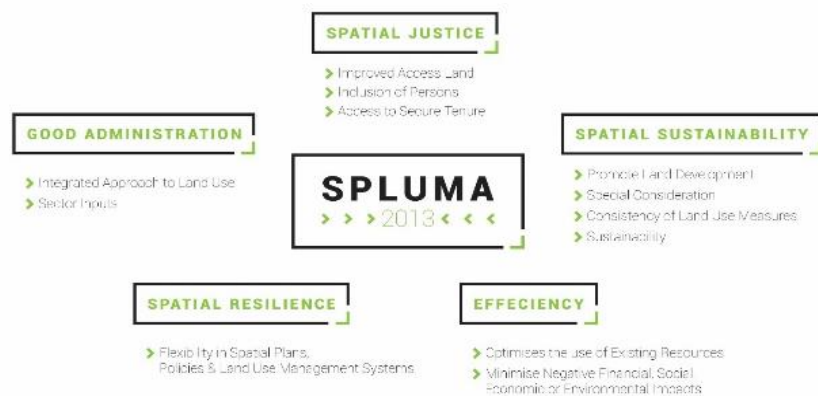 SPATIAL JUSTICE
Improved Access Land
Inclusion of Persons
Access to Secure Tenure
GOOD ADMINISTRATION
Integrated Approach to Land Use
Sector Inputs
SPLUMA
2013
SPATIAL SUSTAINABILITY
Promote Land Development
Special Consideration
Consistency of Land Use Measures
Sustainability
SPATIAL RESILIENCE
Flexibility in Spatial Plans,
Policies & Land Use Management Systems
EFFECIENCY
Optimises the use of Existing Resources
Minimise Negative Financial, Social
Economic or Environmental Impacts